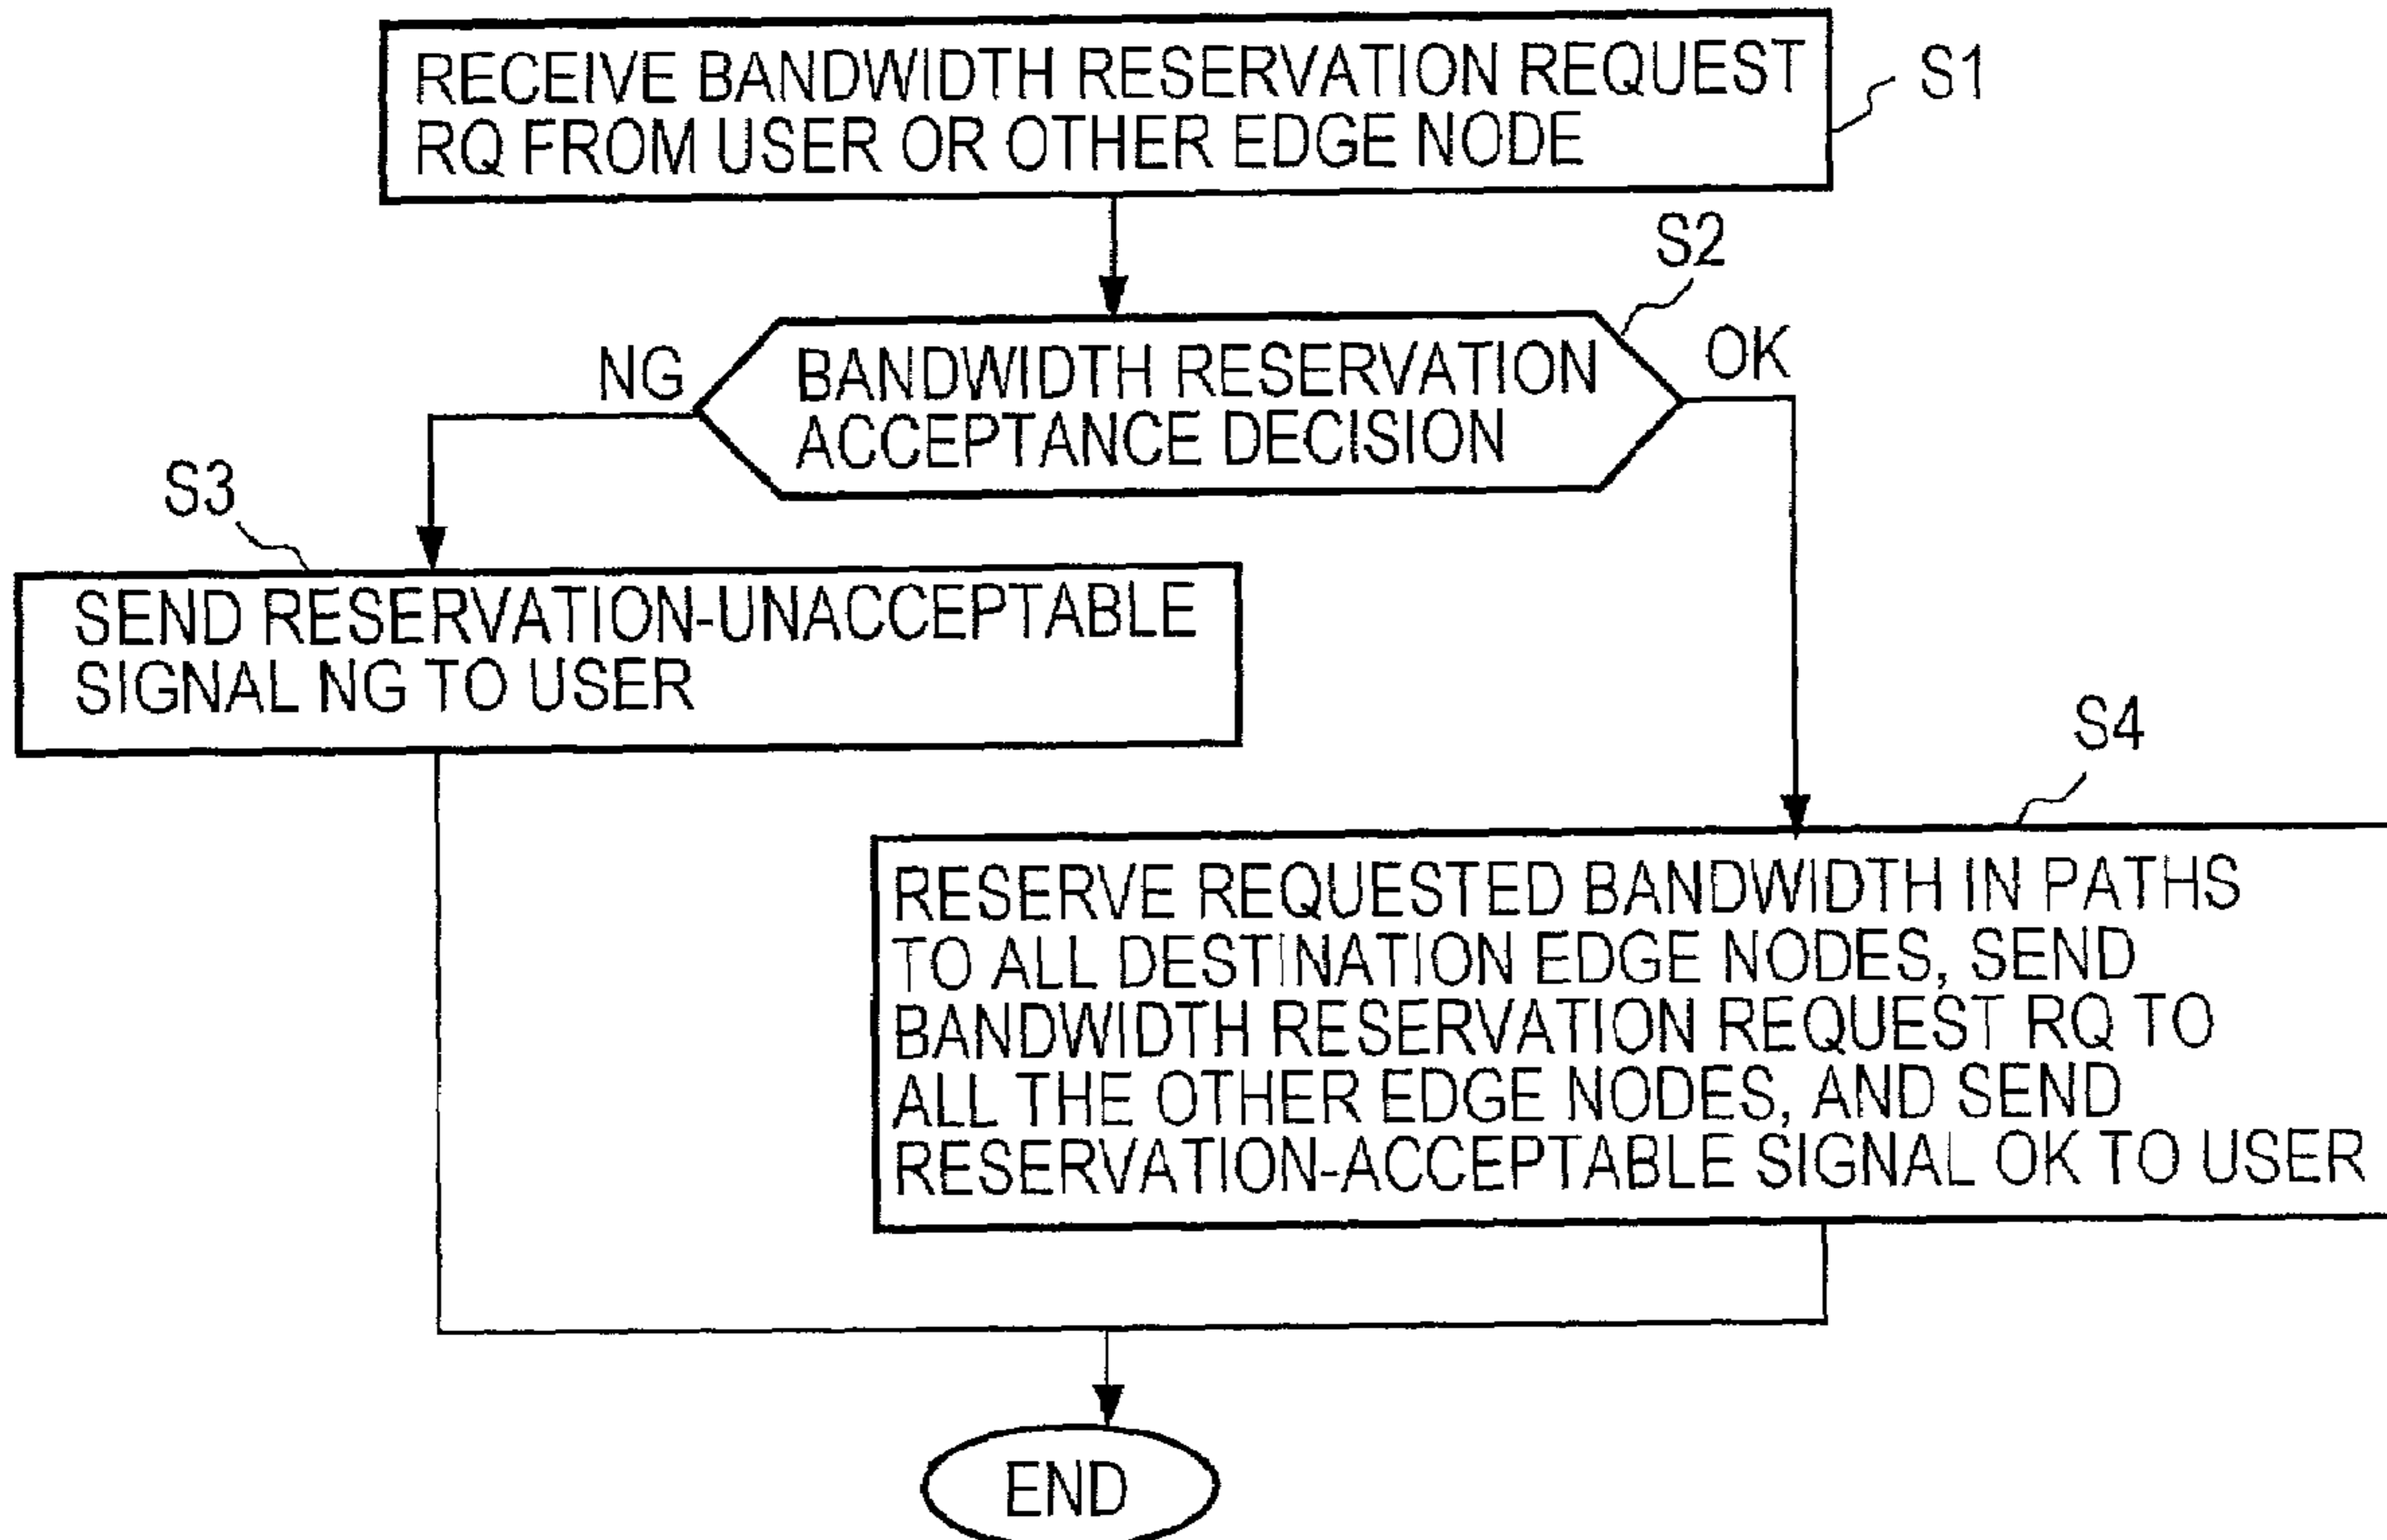 RECEIVE BANDWIDTH RESERVATION REQUEST
RQ FROM USER OR OTHER EDGE NODE
S1
S2
NG
OK
BANDWIDTH RESERVATION
ACCEPTANCE DECISION
S3
SEND RESERVATION-UNACCEPTABLE
SIGNAL NG TO USER
S4
RESERVE REQUESTED BANDWIDTH IN PATHS
TO ALL DESTINATION EDGE NODES, SEND
BANDWIDTH RESERVATION REQUEST RQ TO
ALL THE OTHER EDGE NODES, AND SEND
RESERVATION-ACCEPTABLE SIGNAL OK TO USER
END